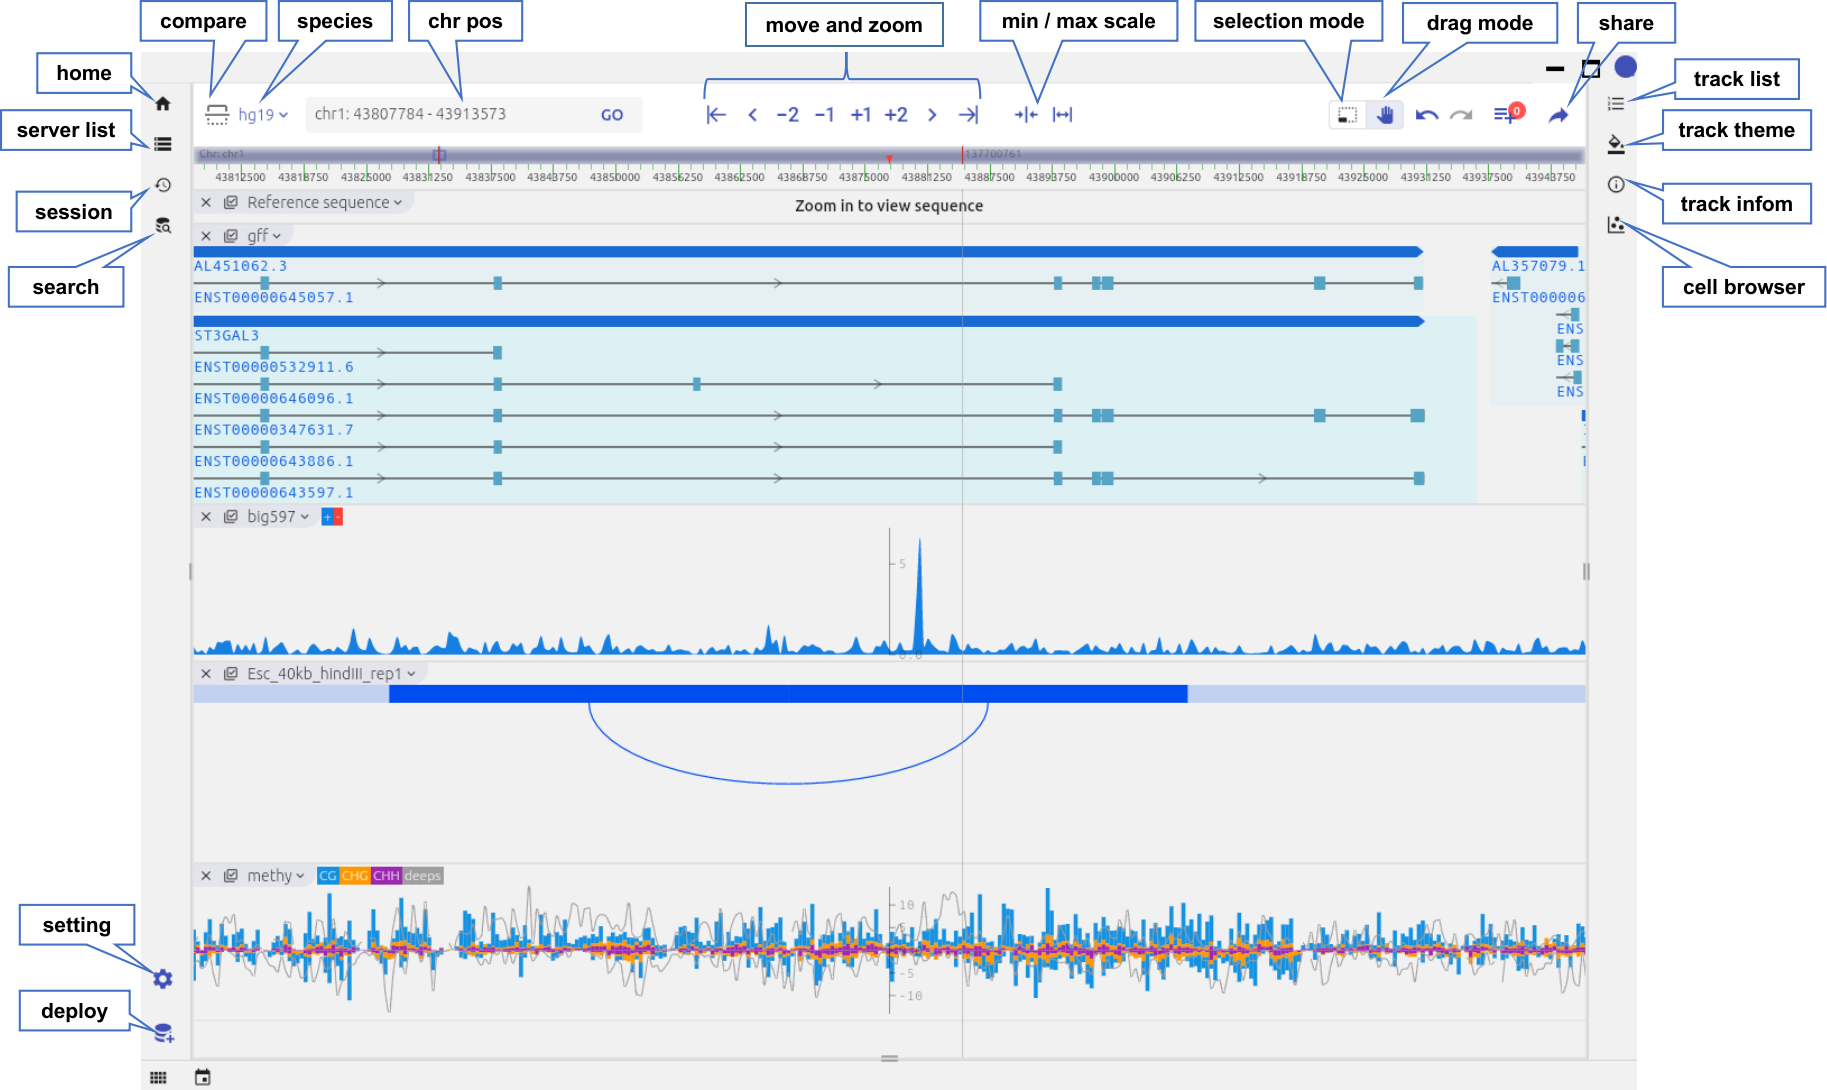 compare
species
chr pos
move and zoom
min / max scale
selection mode
drag mode
share
home
server list
session
search
setting
deploy
track list
track theme
track infom
cell browser
hg19
chr1: 43807784 - 43913573
GO
-2 -1 +1 +2
0
Chr: chr1
137700761
43812500 43818750 43825000 43831250 43837500 43843750 43850000 43856250 43862500 43868750 43875000 43881250 43887500 43893750 43900000 43906250 43912500 43918750 43925000 43931250 43937500 43943750
Reference sequence
Zoom in to view sequence
gff
AL451062.3
AL357079.1
ENST00000645057.1
ENST000006
ST3GAL3
ENS
ENST00000532911.6
ENS
ENST00000646096.1
ENS
ENST00000347631.7
ENST00000643886.1
ENST00000643597.1
big597
+ -
5
0.0
Esc_40kb_hindIII_rep1
methy
CG CHG CHH deeps
10
5
-5
-10